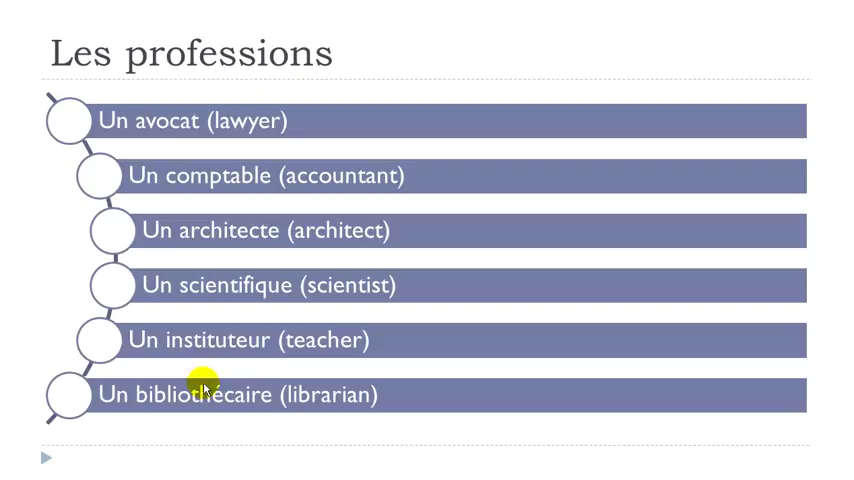 Les professions
Un avocat (lawyer)
Un comptable (accountant)
Un architecte (architect)
Un scientifique (scientist)
Un instituteur (teacher)
Un bibliothécaire (librarian)